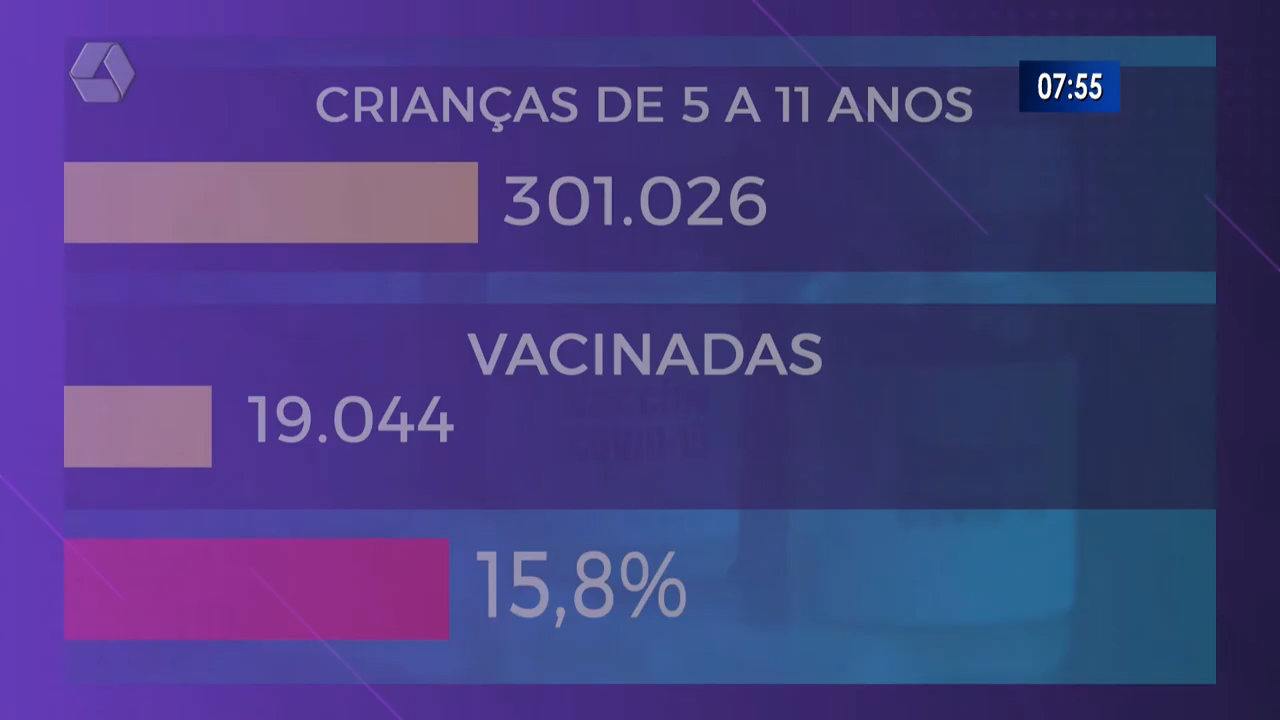 07:55
CRIANÇAS DE 5 A 11 ANOS
301.026
VACINADAS
19.044
15,8%